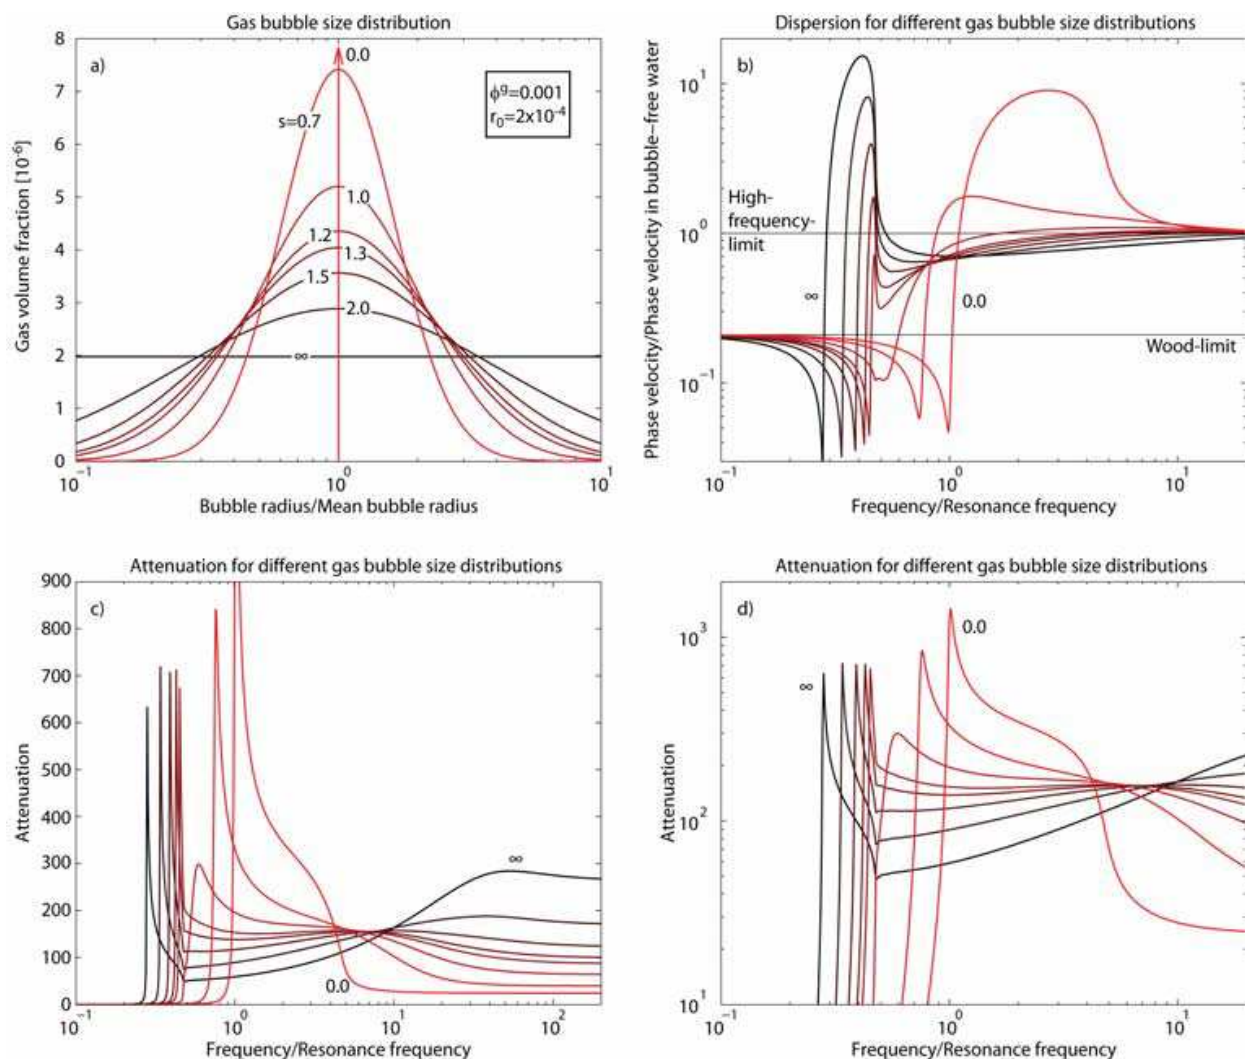 Gas bubble size distribution
a)
Gas volume fraction [10⁻⁶]
8
7
6
5
4
3
2
1
0
0.0
s=0.7
1.0
1.2
1.3
1.5
2.0
∞
ϕᵍ=0.001
r₀=2x10⁻⁴
10⁻¹
10⁰
10¹
Bubble radius/Mean bubble radius
Dispersion for different gas bubble size distributions
b)
Phase velocity/Phase velocity in bubble–free water
10¹
10⁰
10⁻¹
High-
frequency-
limit
∞
0.0
Wood-limit
10⁻¹
10⁰
10¹
Frequency/Resonance frequency
Attenuation for different gas bubble size distributions
c)
Attenuation
900
800
700
600
500
400
300
200
100
0
∞
0.0
10⁻¹
10⁰
10¹
10²
Frequency/Resonance frequency
Attenuation for different gas bubble size distributions
d)
Attenuation
10³
10²
10¹
0.0
∞
10⁻¹
10⁰
10¹
Frequency/Resonance frequency